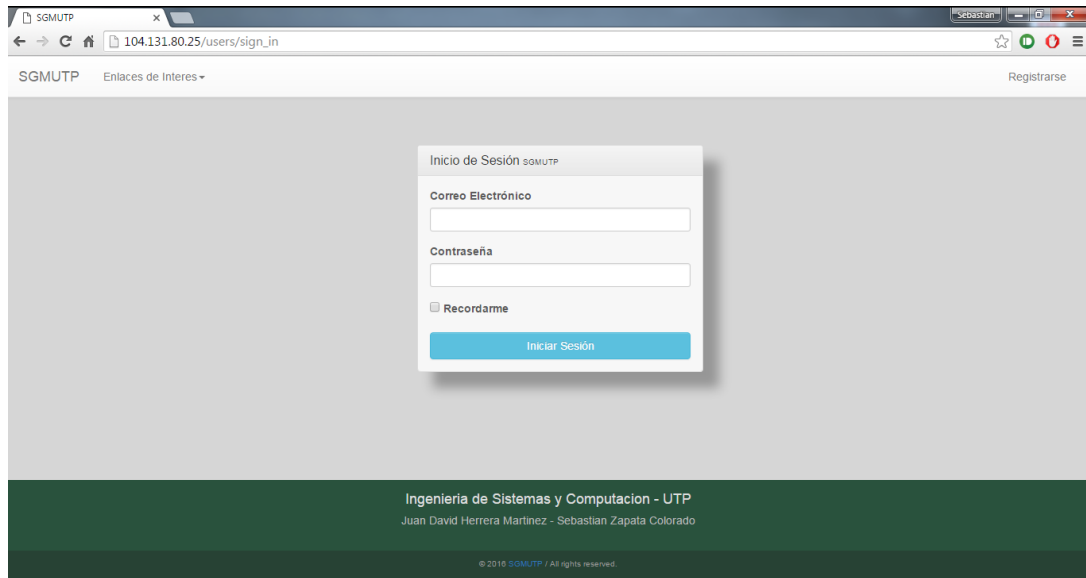 SGMUTP
Sebastian
104.131.80.25/users/sign_in
SGMUTP Enlaces de Interes Registrarse
Inicio de Sesión SGMUTP
Correo Electrónico
Contraseña
Recordarme
Iniciar Sesión
Ingenieria de Sistemas y Computacion - UTP
Juan David Herrera Martinez - Sebastian Zapata Colorado
© 2016 SGMUTP / All rights reserved.